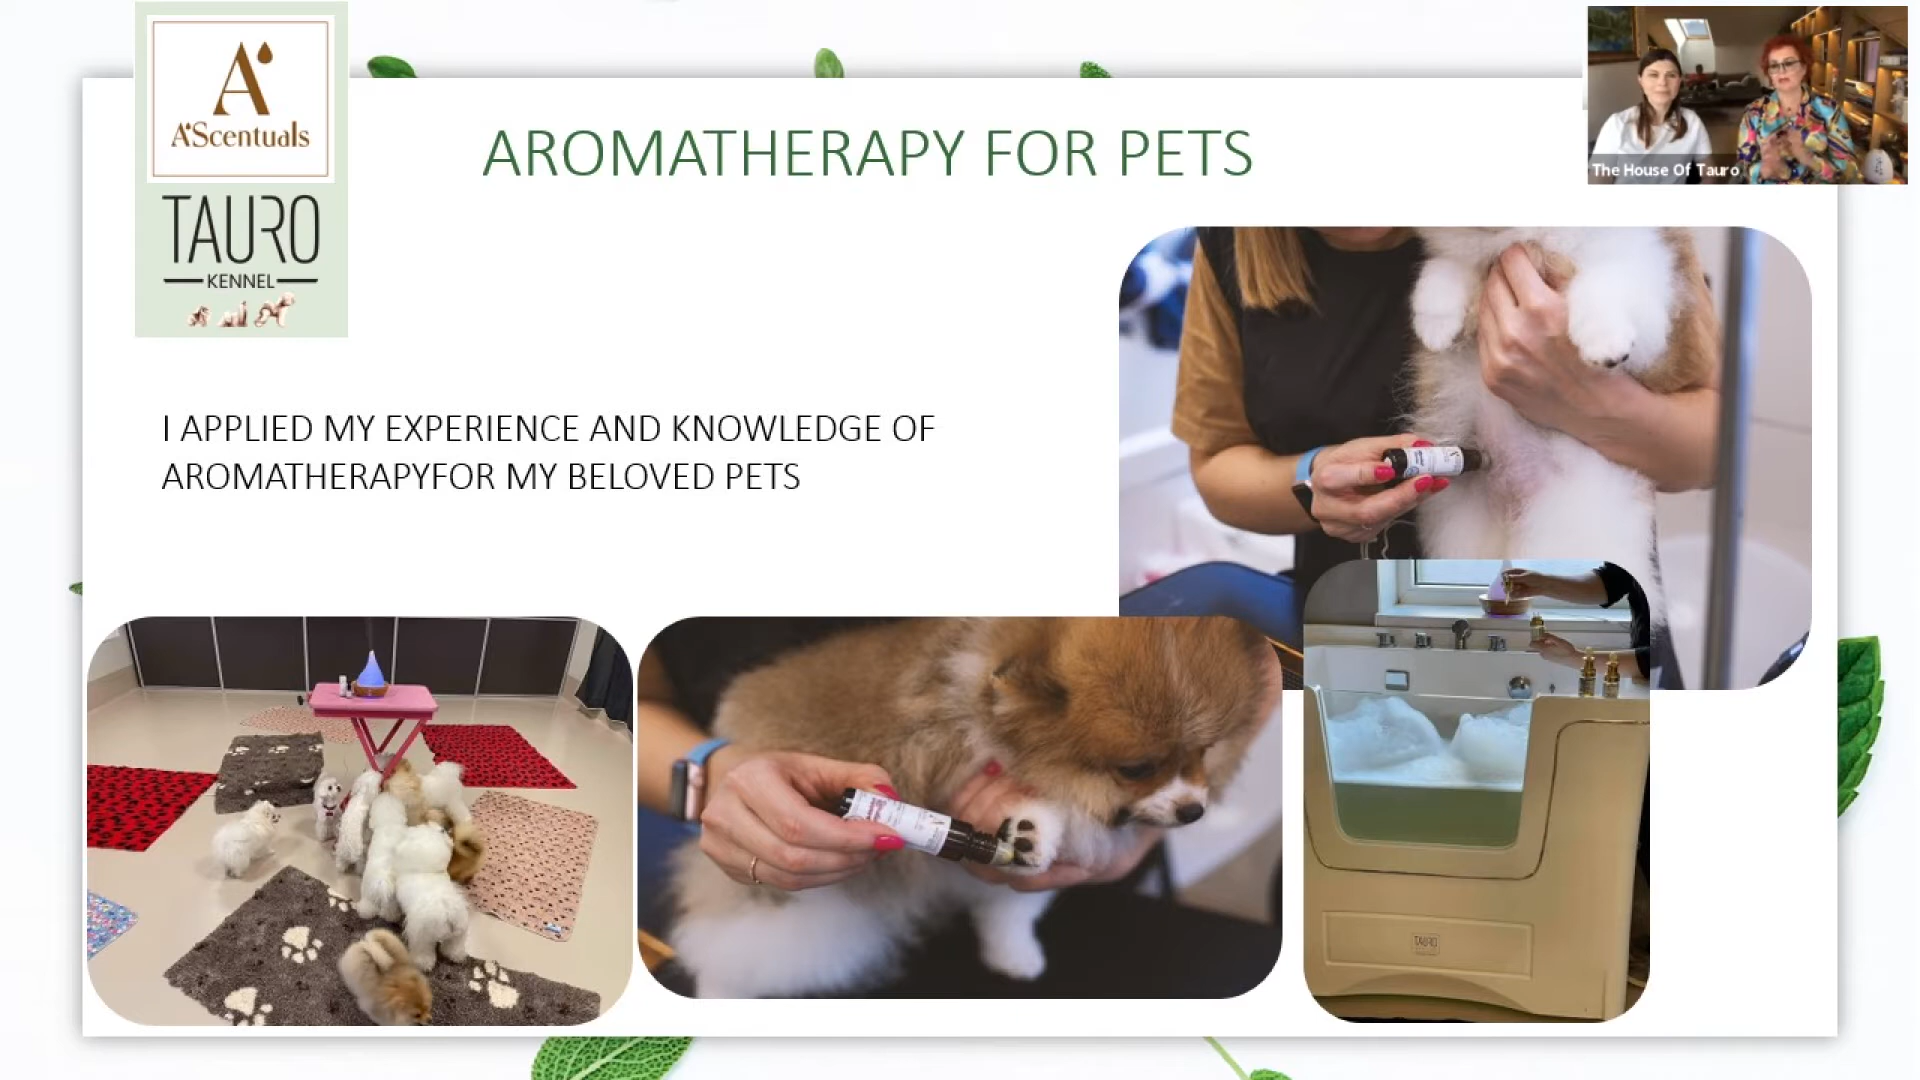 A'Scentuals
TAURO
KENNEL
AROMATHERAPY FOR PETS
The House Of Tauro
I APPLIED MY EXPERIENCE AND KNOWLEDGE OF
AROMATHERAPYFOR MY BELOVED PETS
TAURO